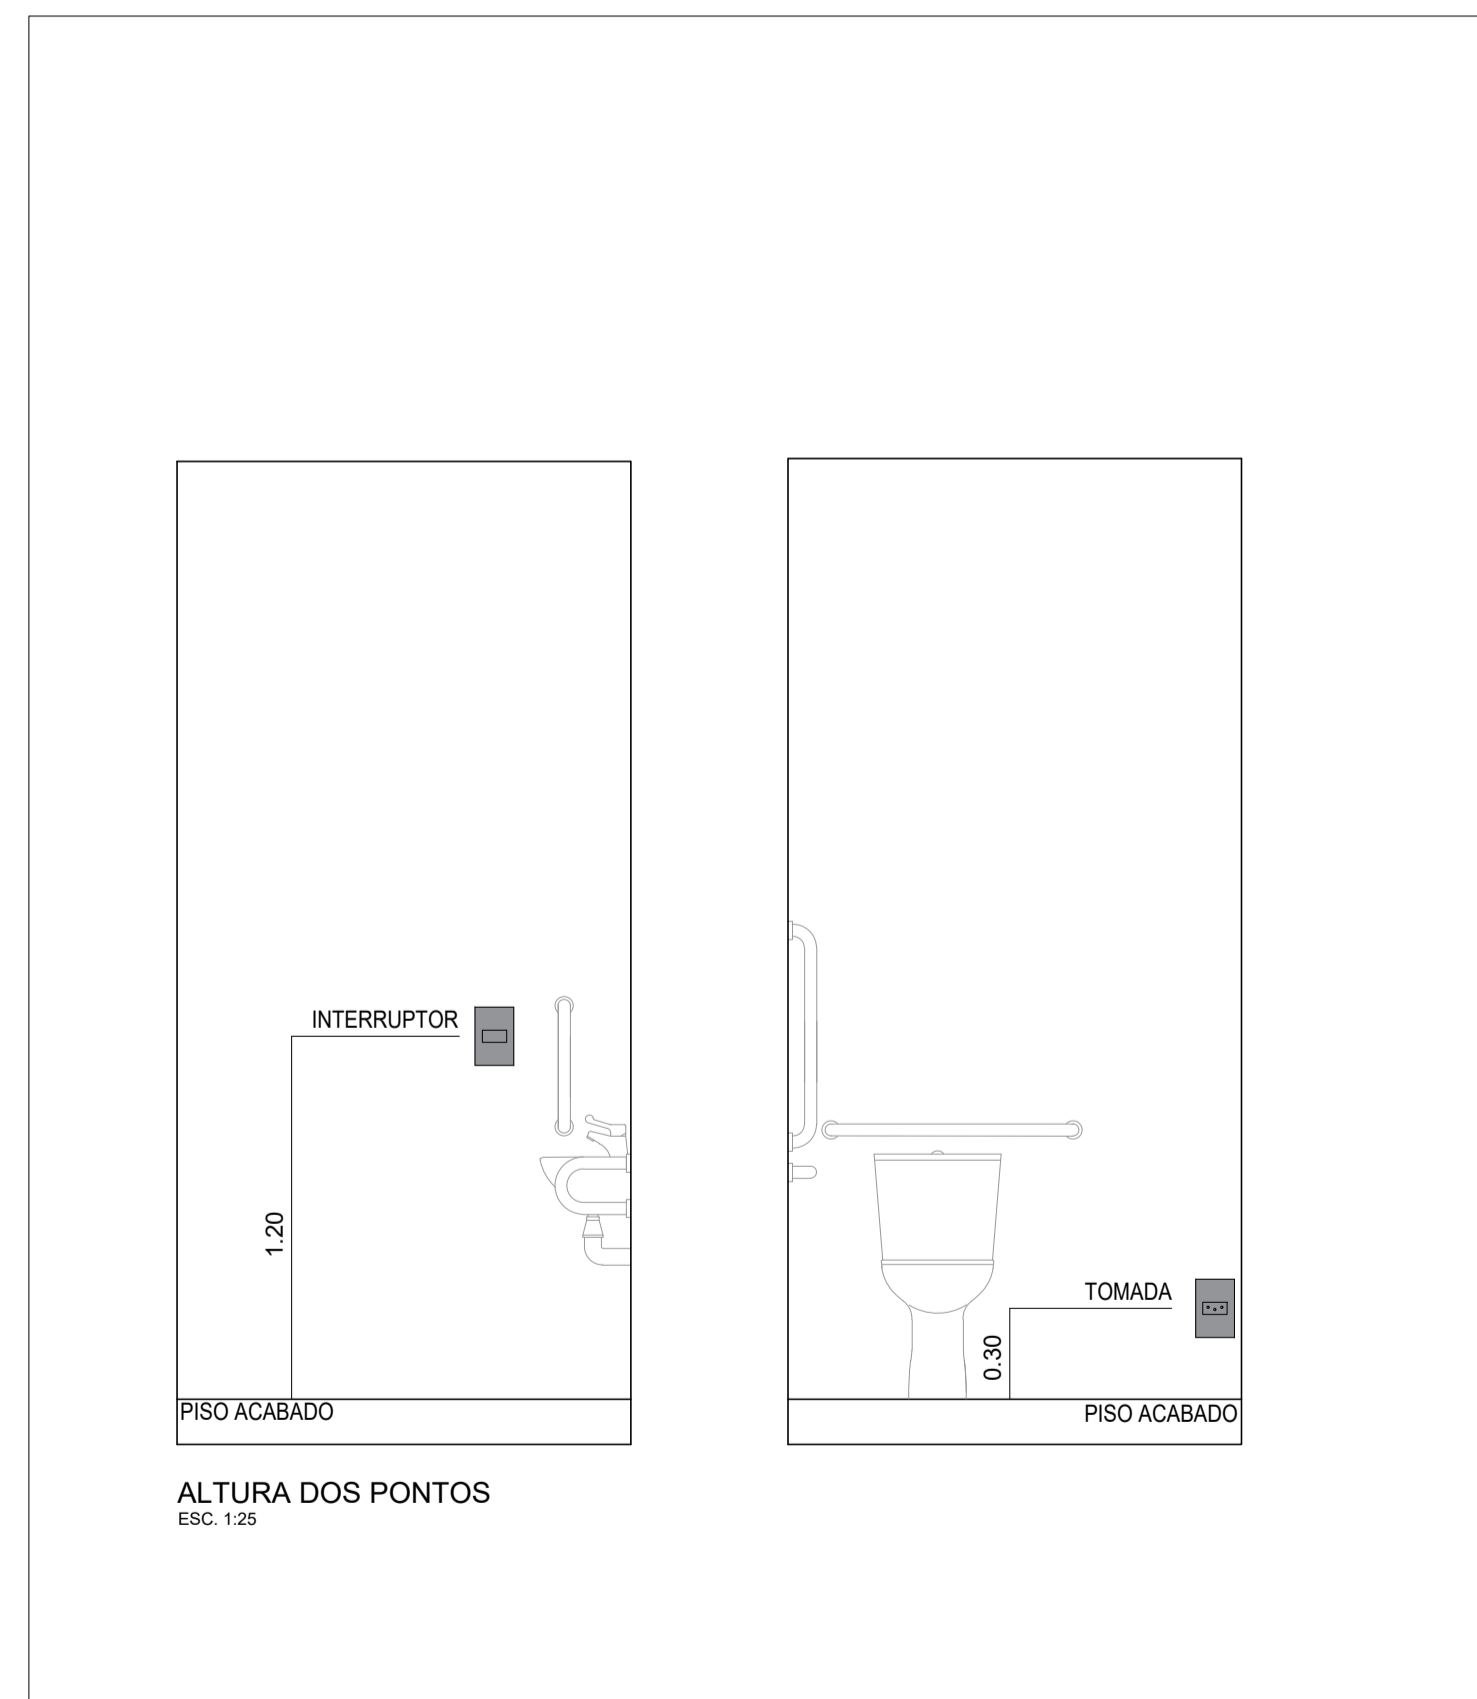 INTERRUPTOR
1.20
PISO ACABADO
TOMADA
0.30
PISO ACABADO
ALTURA DOS PONTOS
ESC. 1:25